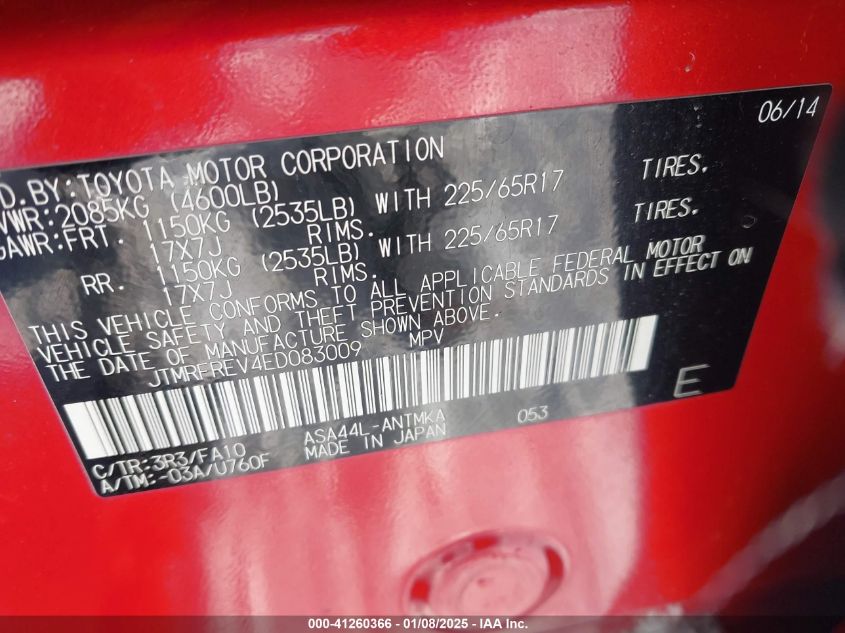 06/14
D.BY:TOYOTA MOTOR CORPORATION
VWR:2085KG (4600LB)
GAWR:FRT. 1150KG (2535LB) WITH 225/65R17 TIRES.
17X7J RIMS.
RR. 1150KG (2535LB) WITH 225/65R17 TIRES.
17X7J RIMS.
THIS VEHICLE CONFORMS TO ALL APPLICABLE FEDERAL MOTOR
VEHICLE SAFETY AND THEFT PREVENTION STANDARDS IN EFFECT ON
THE DATE OF MANUFACTURE SHOWN ABOVE.
JTMRFREV4ED083009 MPV
E
C/TR:3R3/FA10 ASA44L-ANTMKA 053
A/TM:-03A/U760F MADE IN JAPAN
000-41260366 - 01/08/2025 - IAA Inc.